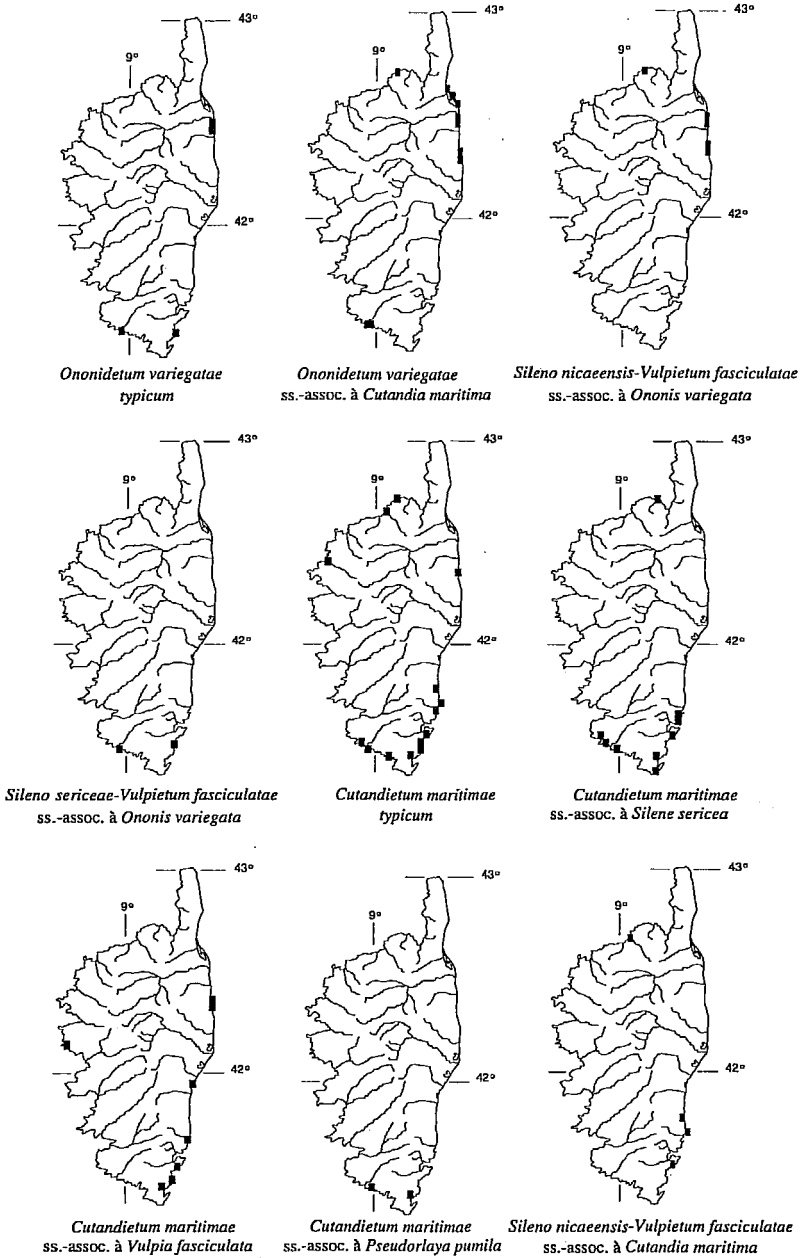 43°
9°
42°
Ononidetum variegatae
typicum
43°
9°
42°
Ononidetum variegatae
ss.-assoc. à Cutandia maritima
43°
9°
42°
Sileno nicaeensis-Vulpietum fasciculatae
ss.-assoc. à Ononis variegata
43°
9°
42°
Sileno sericeae-Vulpietum fasciculatae
ss.-assoc. à Ononis variegata
43°
9°
42°
Cutandietum maritimae
typicum
43°
9°
42°
Cutandietum maritimae
ss.-assoc. à Silene sericea
43°
9°
42°
Cutandietum maritimae
ss.-assoc. à Vulpia fasciculata
43°
9°
42°
Cutandietum maritimae
ss.-assoc. à Pseudorlaya pumila
43°
9°
42°
Sileno nicaeensis-Vulpietum fasciculatae
ss.-assoc. à Cutandia maritima